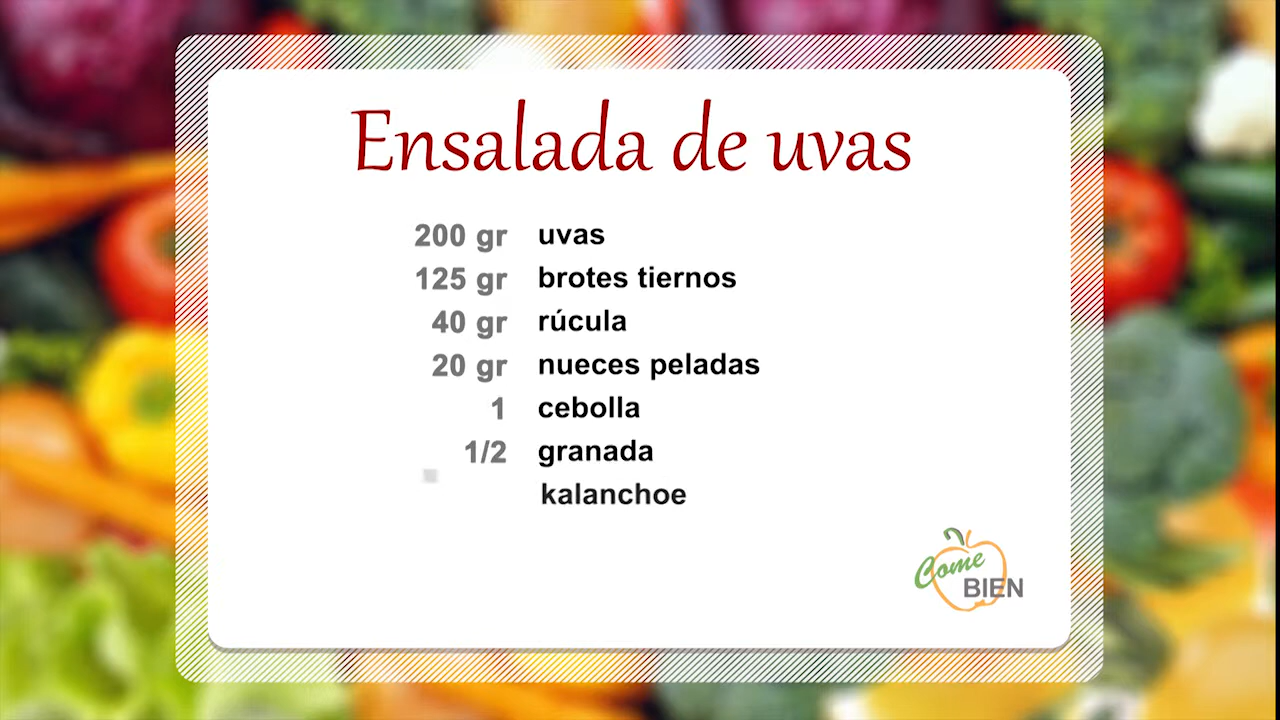 Ensalada de uvas
200 gr uvas
125 gr brotes tiernos
40 gr rúcula
20 gr nueces peladas
1 cebolla
1/2 granada
kalanchoe
Come
BIEN